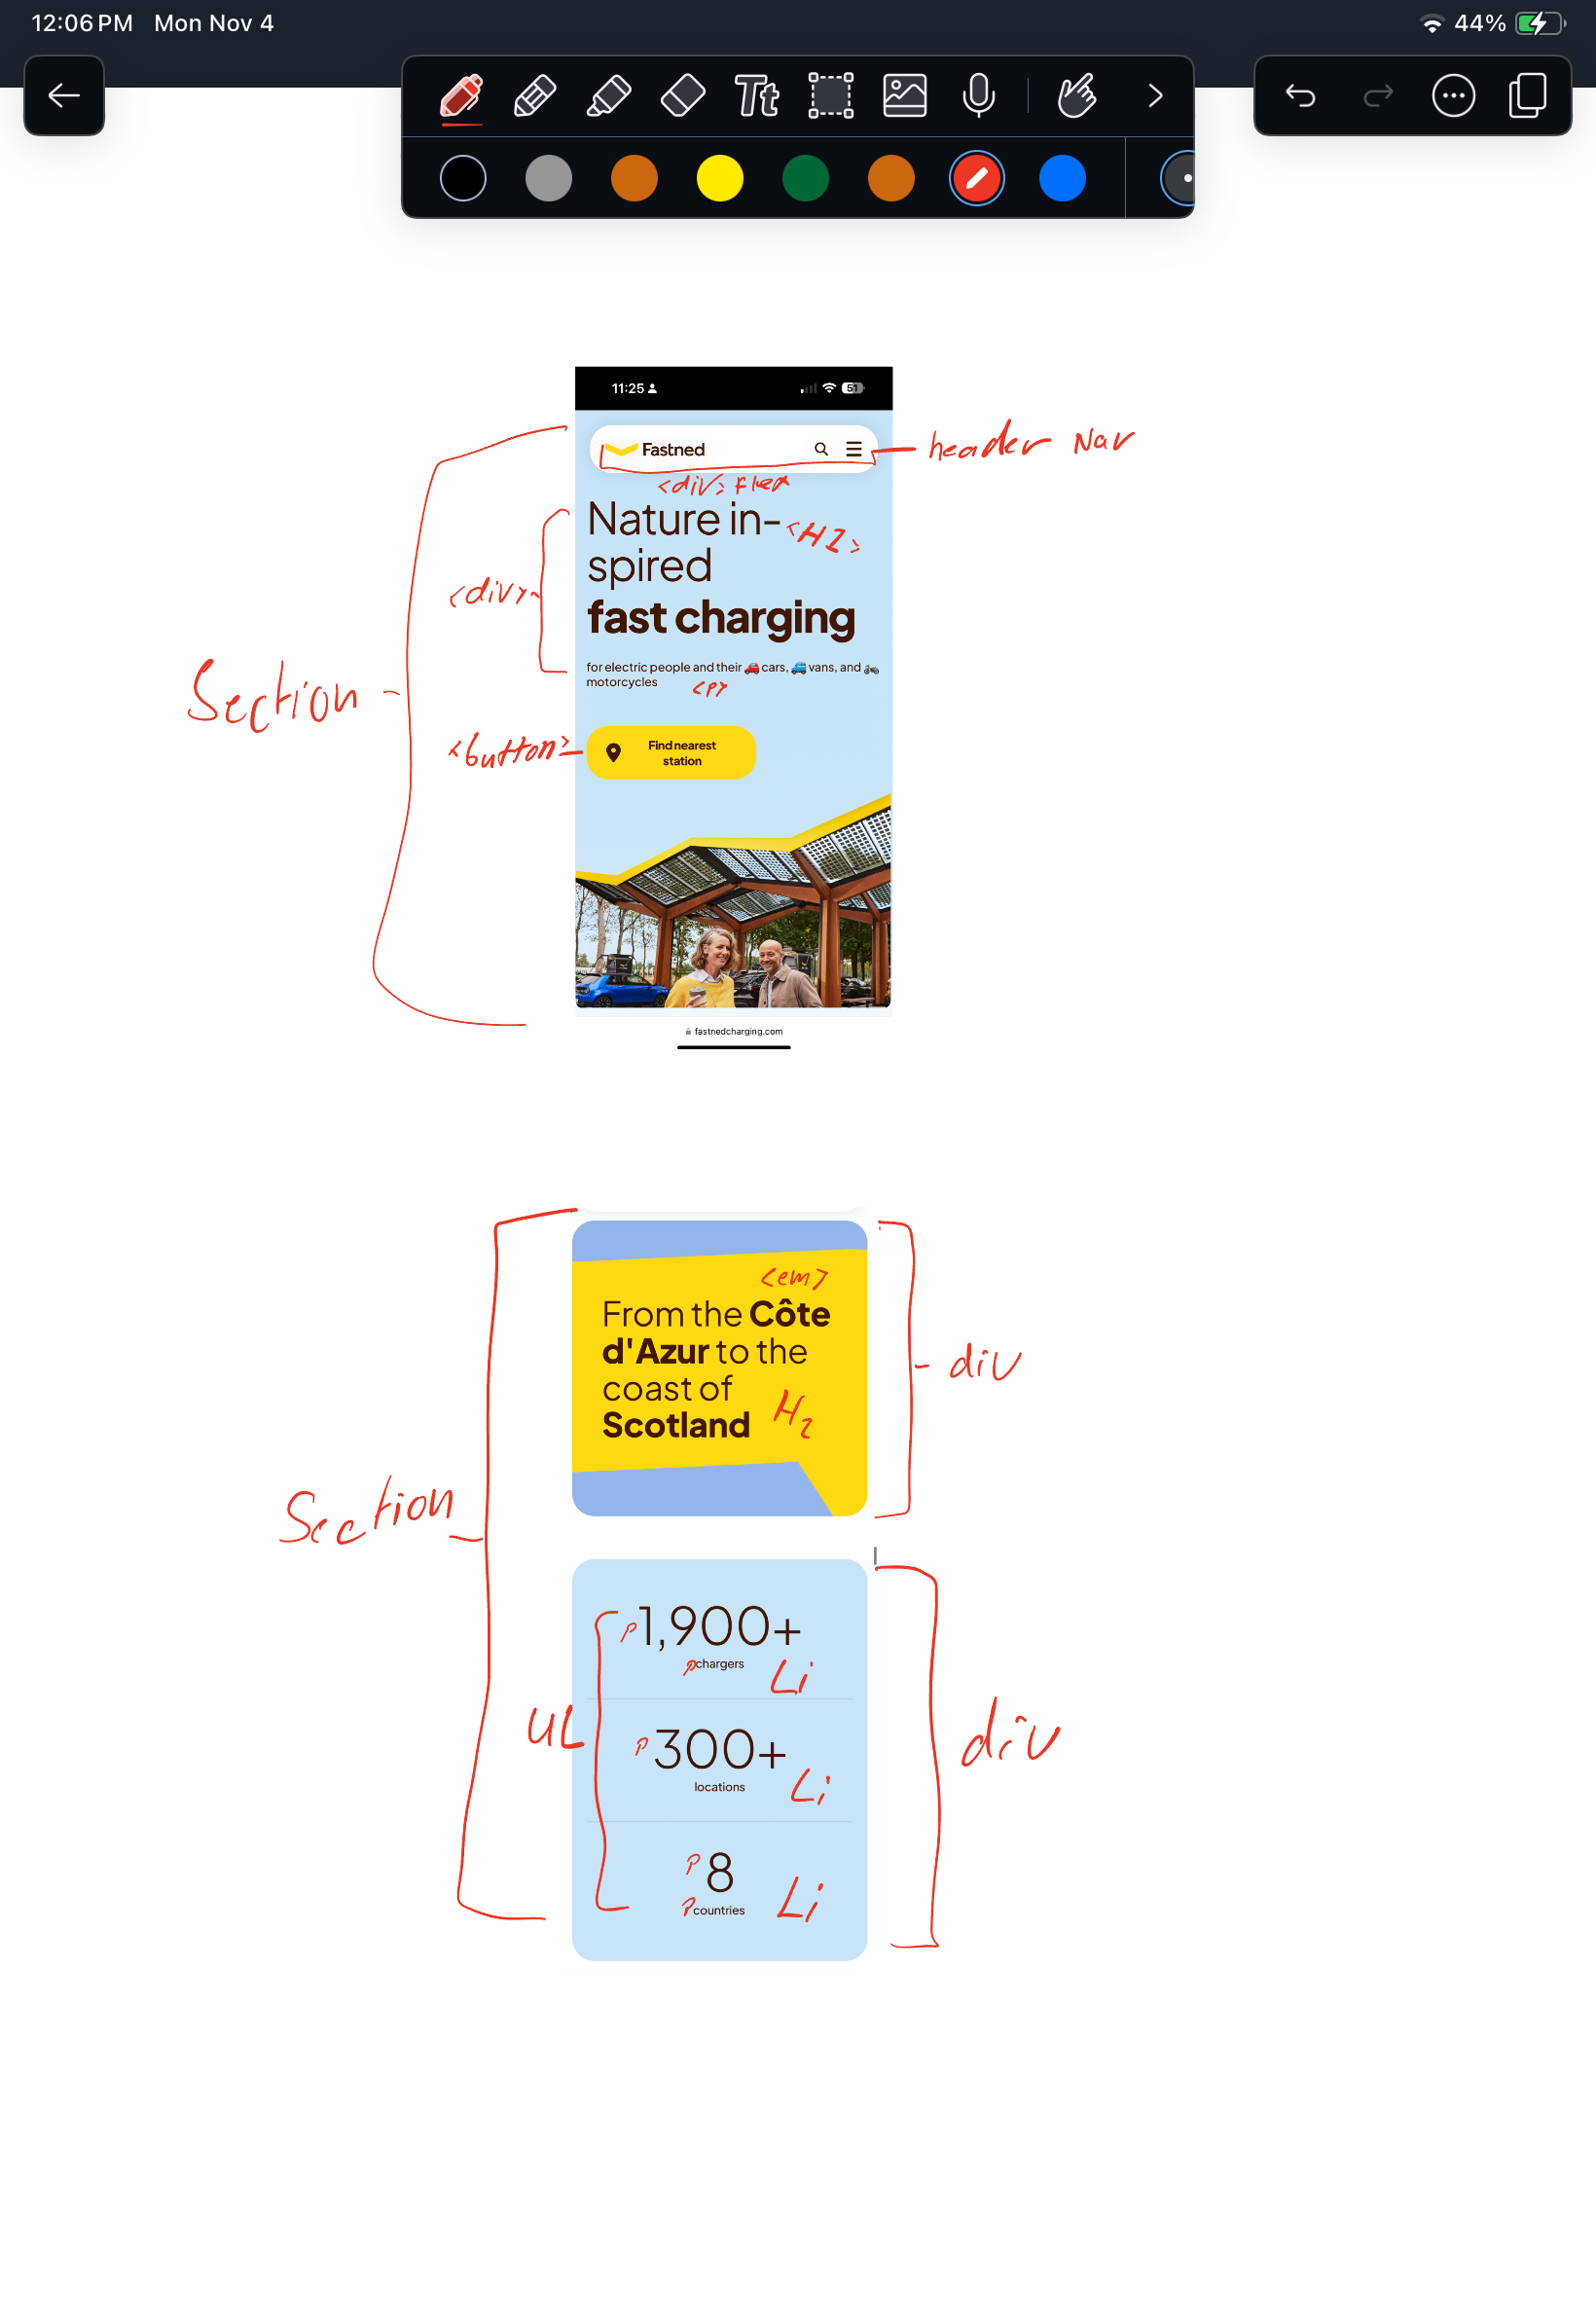 12:06 PM Mon Nov 4
44%
Tt
11:25
51
Fastned
header Nav
<div> flex
Nature in-
<H1>
spired
<div>
fast charging
for electric people and their 🚗 cars, 🚙 vans, and 🏍
motorcycles
<p>
Section
<button>
Find nearest
station
fastnedcharging.com
<em>
From the Côte
d'Azur to the
div
coast of
H2
Scotland
Section
P 1,900+
P chargers
Li
UL
P 300+
div
locations
Li
P 8
P countries
Li